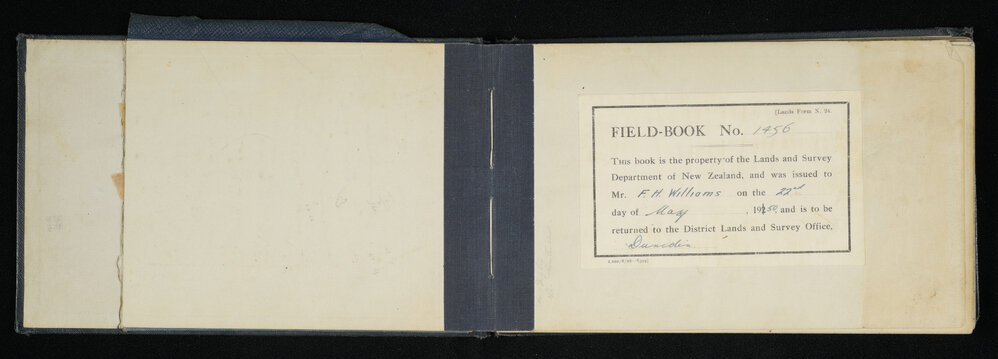 [Lands Form N. 24.
FIELD-BOOK No. 1456
THIS book is the property of the Lands and Survey
Department of New Zealand, and was issued to
Mr. F. H. Williams on the 22nd
day of May, 1950, and is to be
returned to the District Lands and Survey Office,
Dunedin